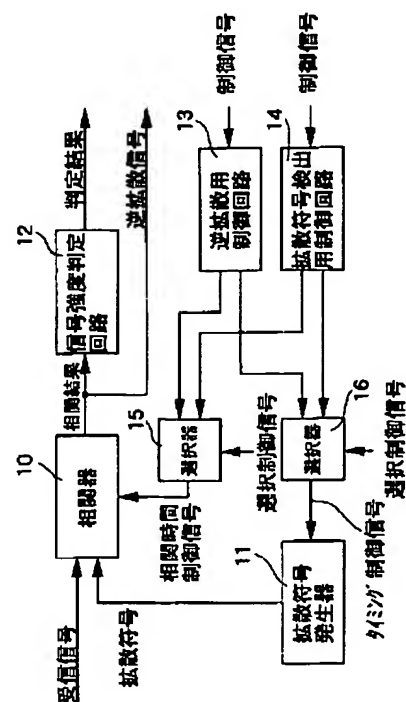 受信信号
拡散符号
10
相関器
相関結果
12
信号強度判定
回路
判定結果
逆拡散信号
相関時間
制御信号
15
選択器
選択制御信号
13
逆拡散用
制御回路
制御信号
11
拡散符号
発生器
タイミング制御信号
16
選択器
選択制御信号
14
拡散符号検出
用制御回路
制御信号